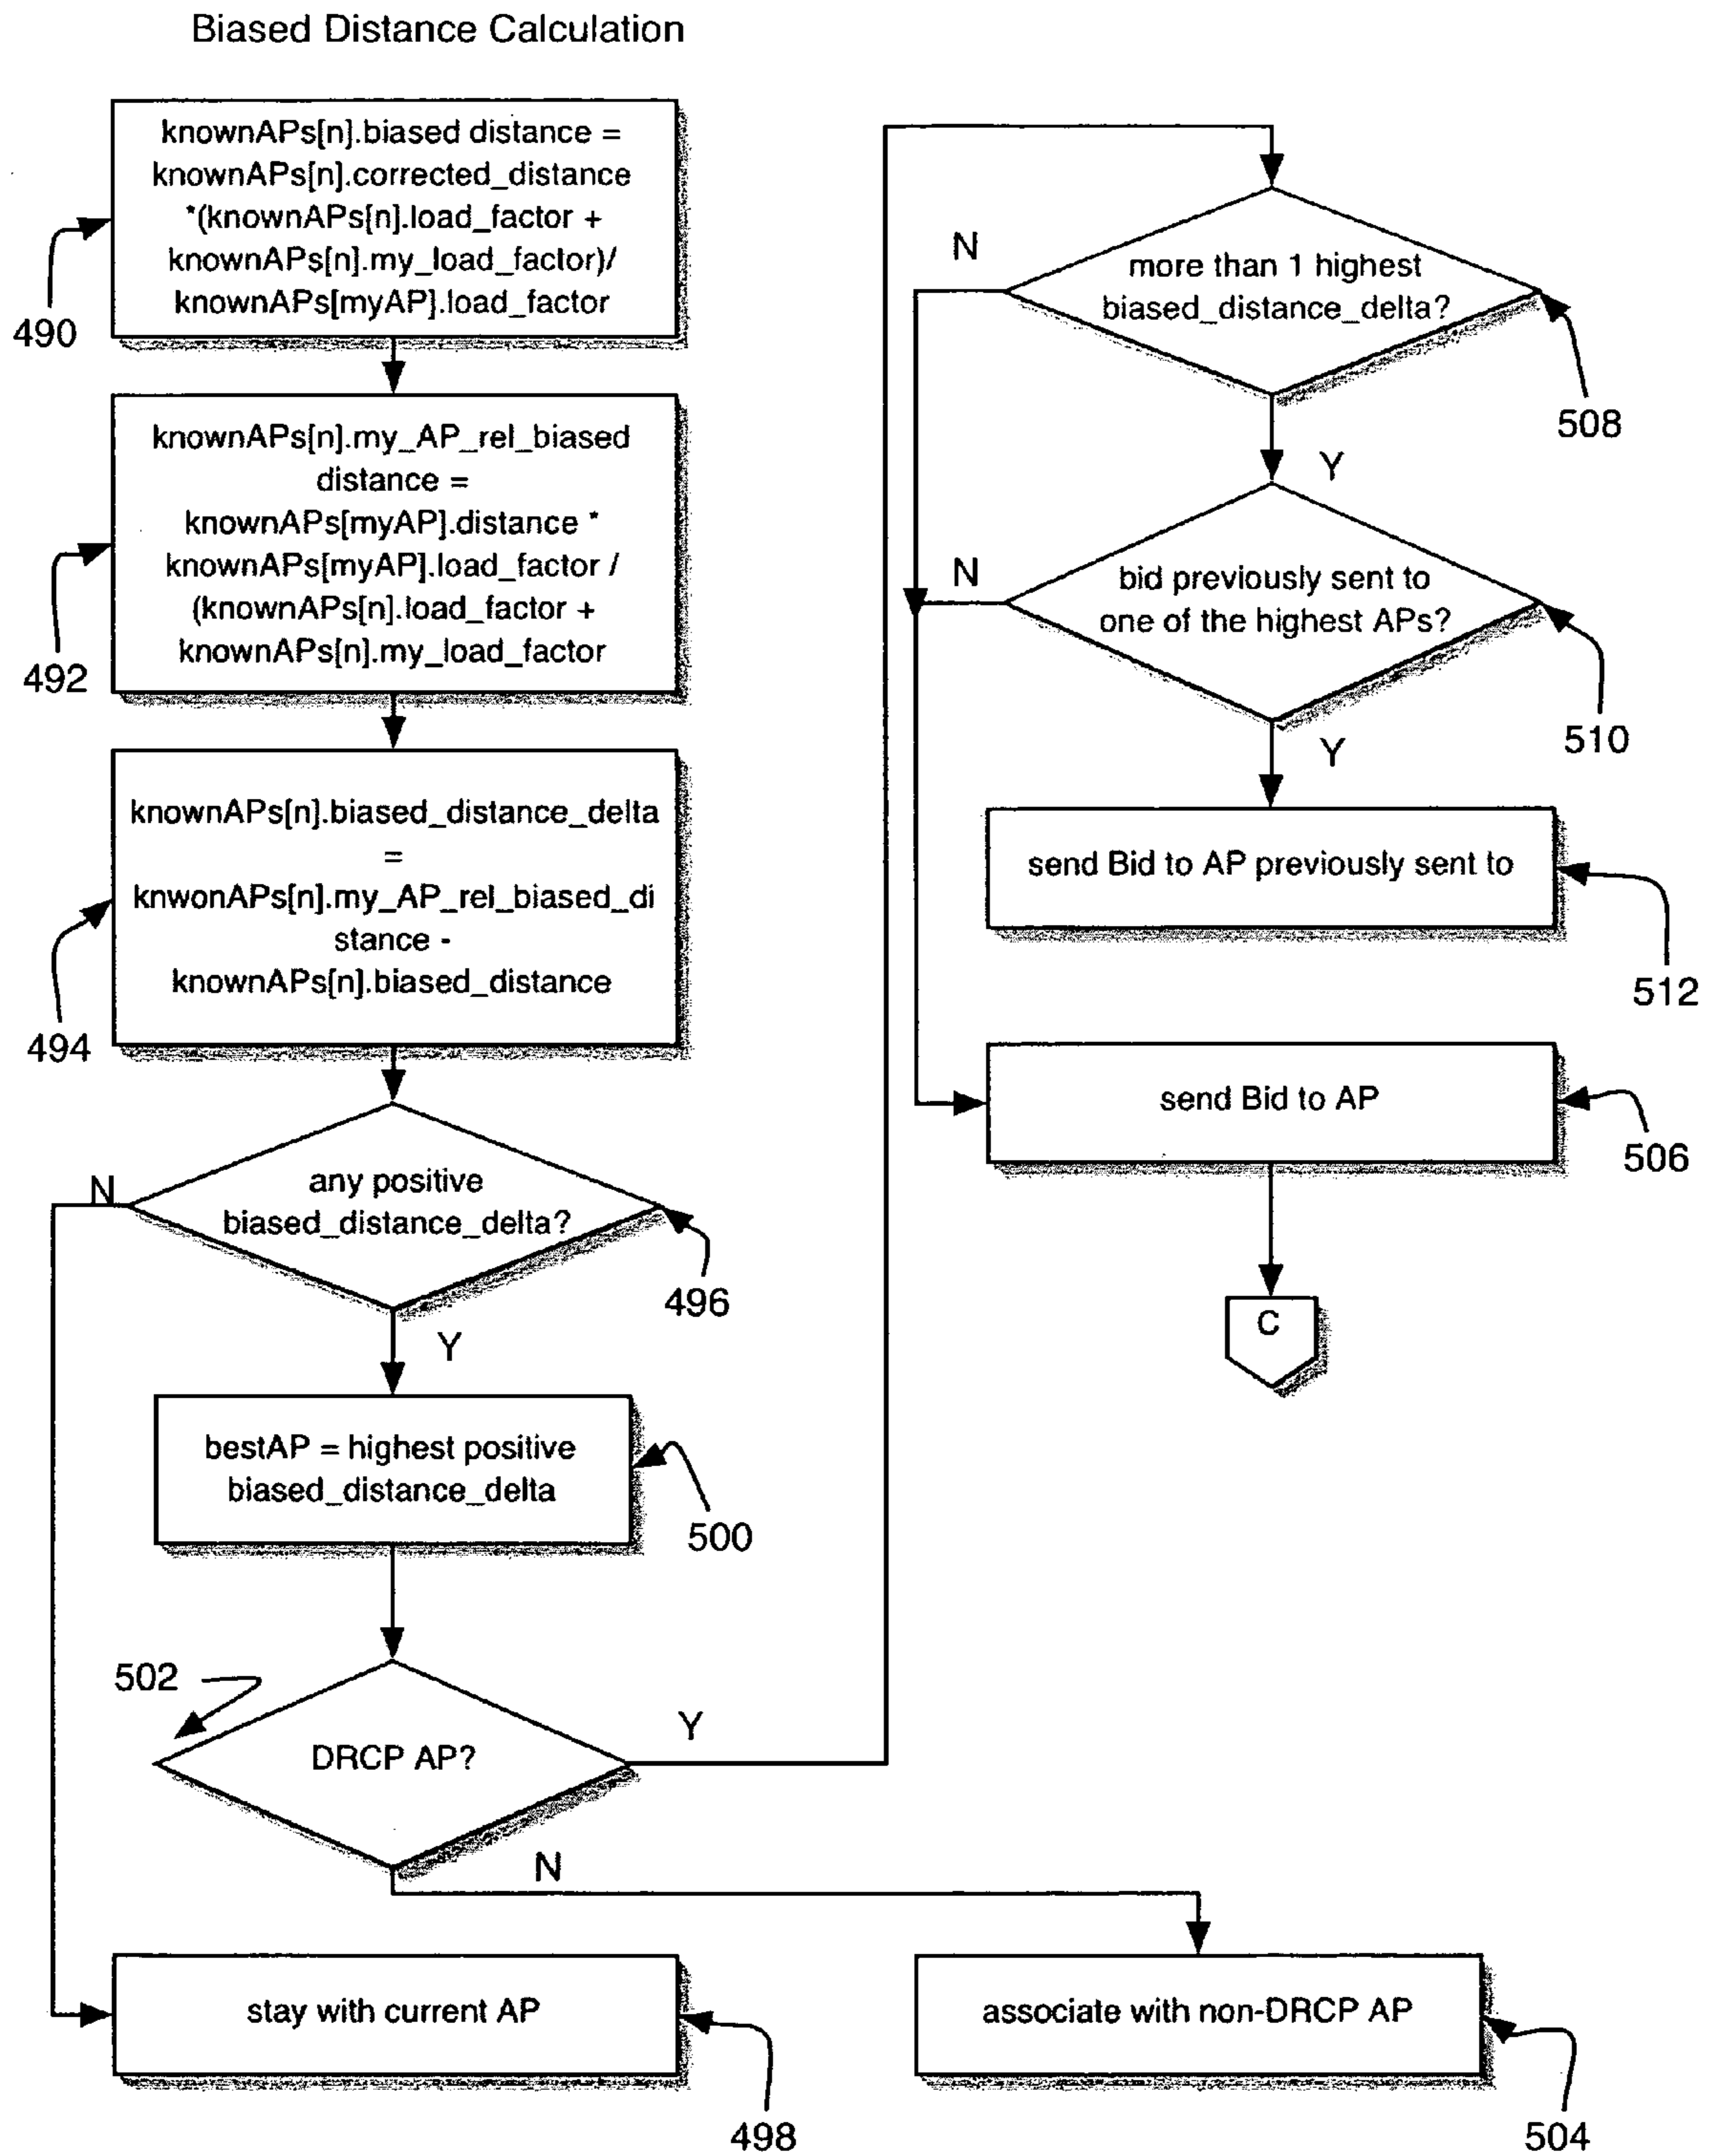 Biased Distance Calculation
knownAPs[n].biased distance =
knownAPs[n].corrected_distance
*(knownAPs[n].load_factor +
knownAPs[n].my_load_factor)/
knownAPs[myAP].load_factor
490
knownAPs[n].my_AP_rel_biased
distance =
knownAPs[myAP].distance *
knownAPs[myAP].load_factor /
(knownAPs[n].load_factor +
knownAPs[n].my_load_factor
492
knownAPs[n].biased_distance_delta
=
knwonAPs[n].my_AP_rel_biased_di
stance -
knownAPs[n].biased_distance
494
N
any positive
biased_distance_delta?
496
Y
bestAP = highest positive
biased_distance_delta
500
502
DRCP AP?
Y
N
stay with current AP
498
associate with non-DRCP AP
504
N
more than 1 highest
biased_distance_delta?
508
Y
N
bid previously sent to
one of the highest APs?
510
Y
send Bid to AP previously sent to
512
send Bid to AP
506
C